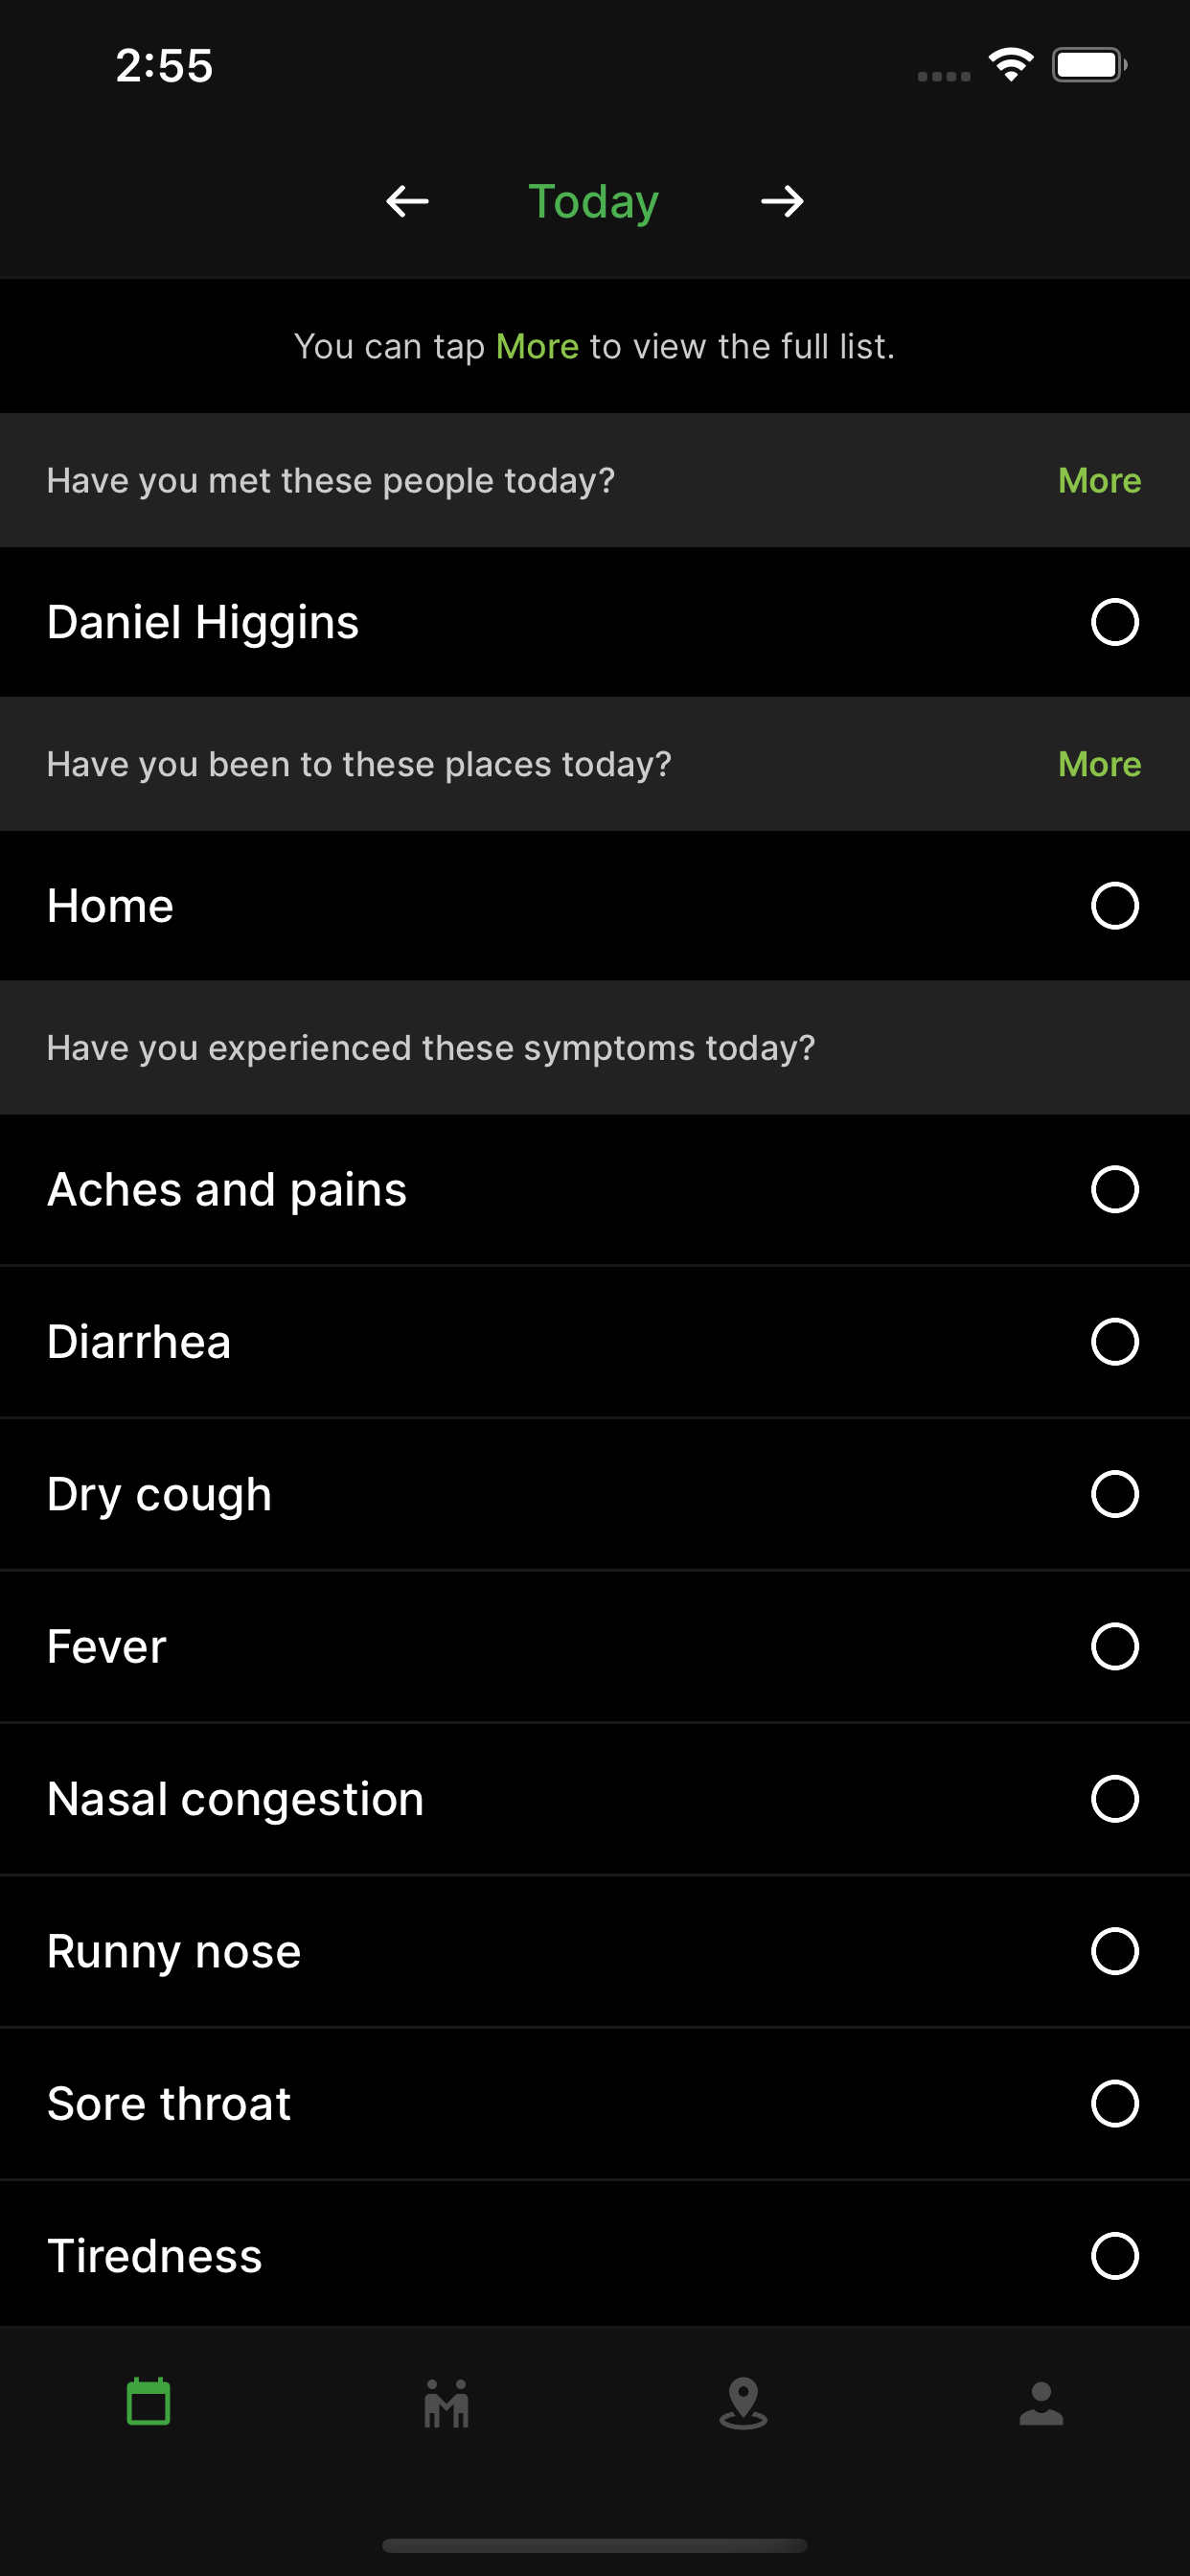 2:55
Today
You can tap More to view the full list.
Have you met these people today? More
Daniel Higgins
Have you been to these places today? More
Home
Have you experienced these symptoms today?
Aches and pains
Diarrhea
Dry cough
Fever
Nasal congestion
Runny nose
Sore throat
Tiredness